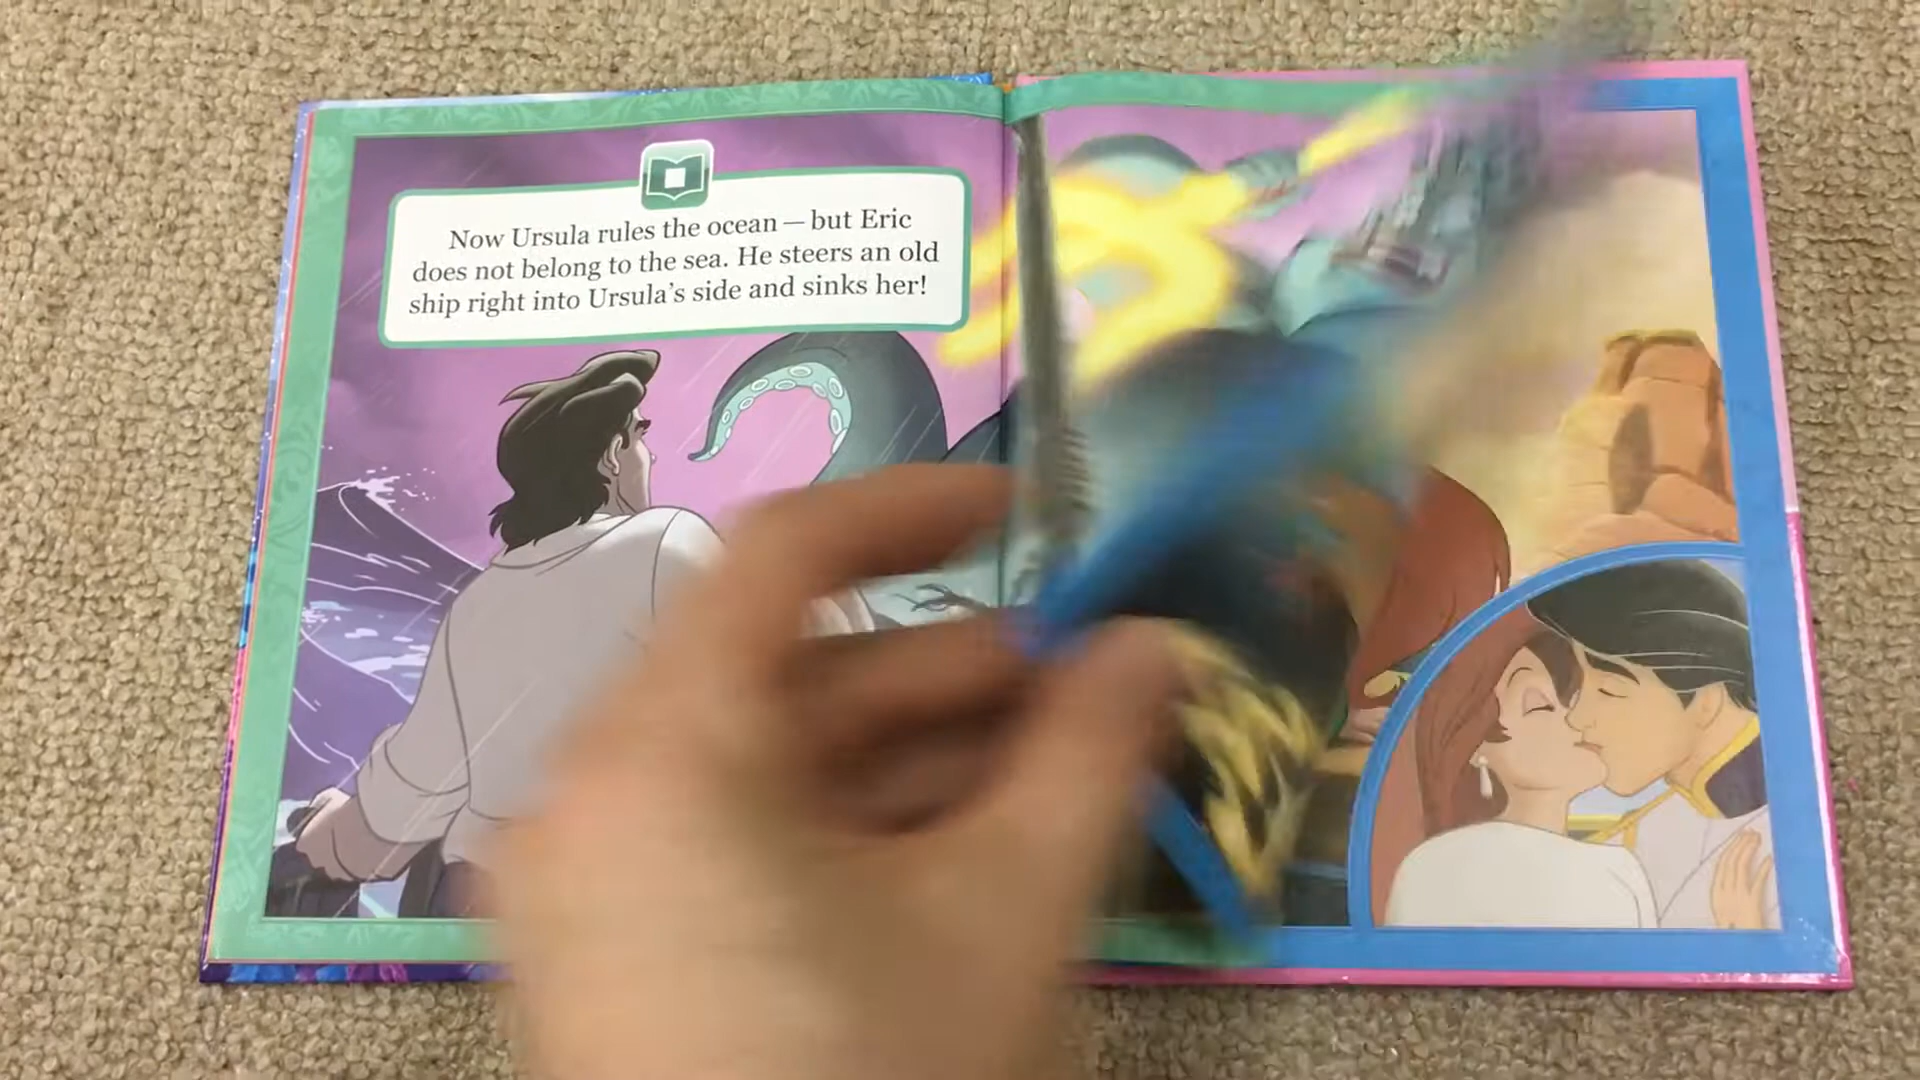 Now Ursula rules the ocean — but Eric
does not belong to the sea. He steers an old
ship right into Ursula's side and sinks her!